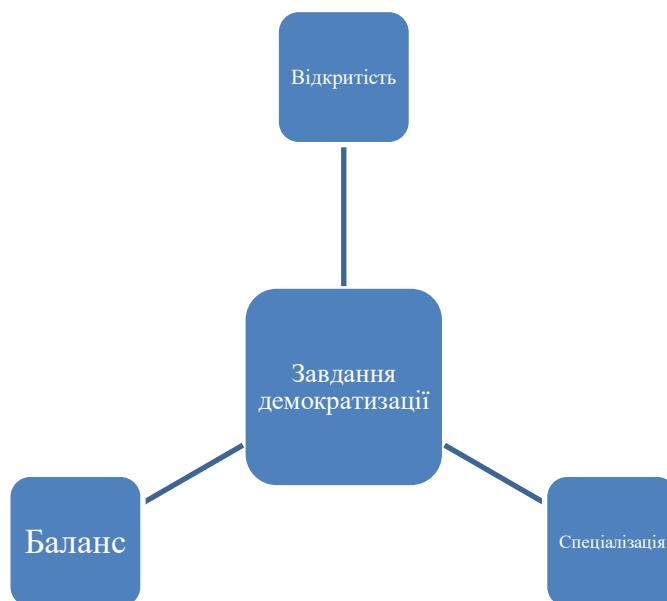 Відкритість
Завдання
демократизації
Баланс
Спеціалізація